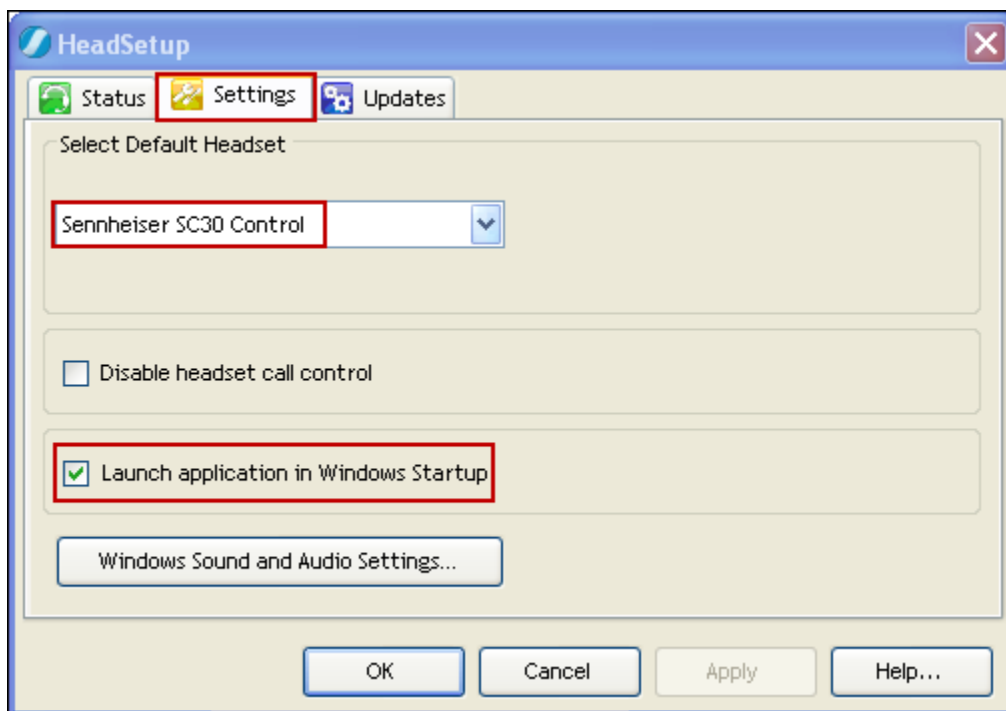 HeadSetup
Status Settings Updates
Select Default Headset
Sennheiser SC30 Control
Disable headset call control
Launch application in Windows Startup
Windows Sound and Audio Settings...
OK Cancel Apply Help...